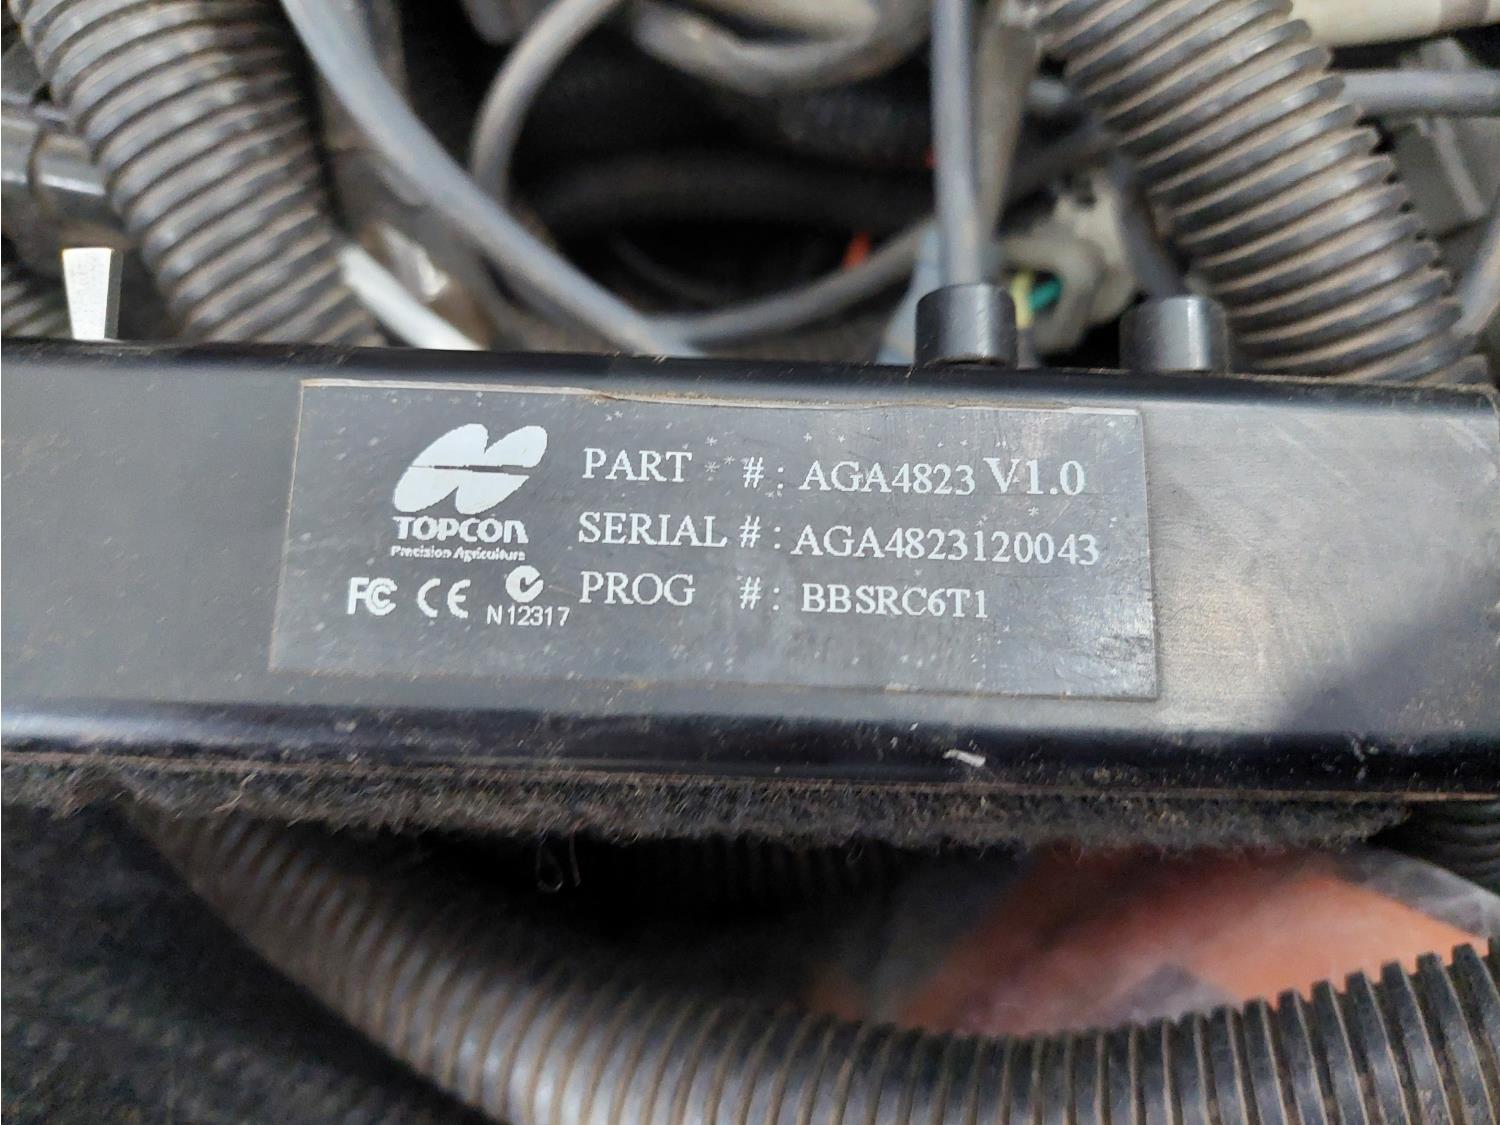 TOPCON
Precision Agriculture
FC CE N12317
PART #: AGA4823 V1.0
SERIAL #: AGA4823120043
PROG #: BBSRC6T1